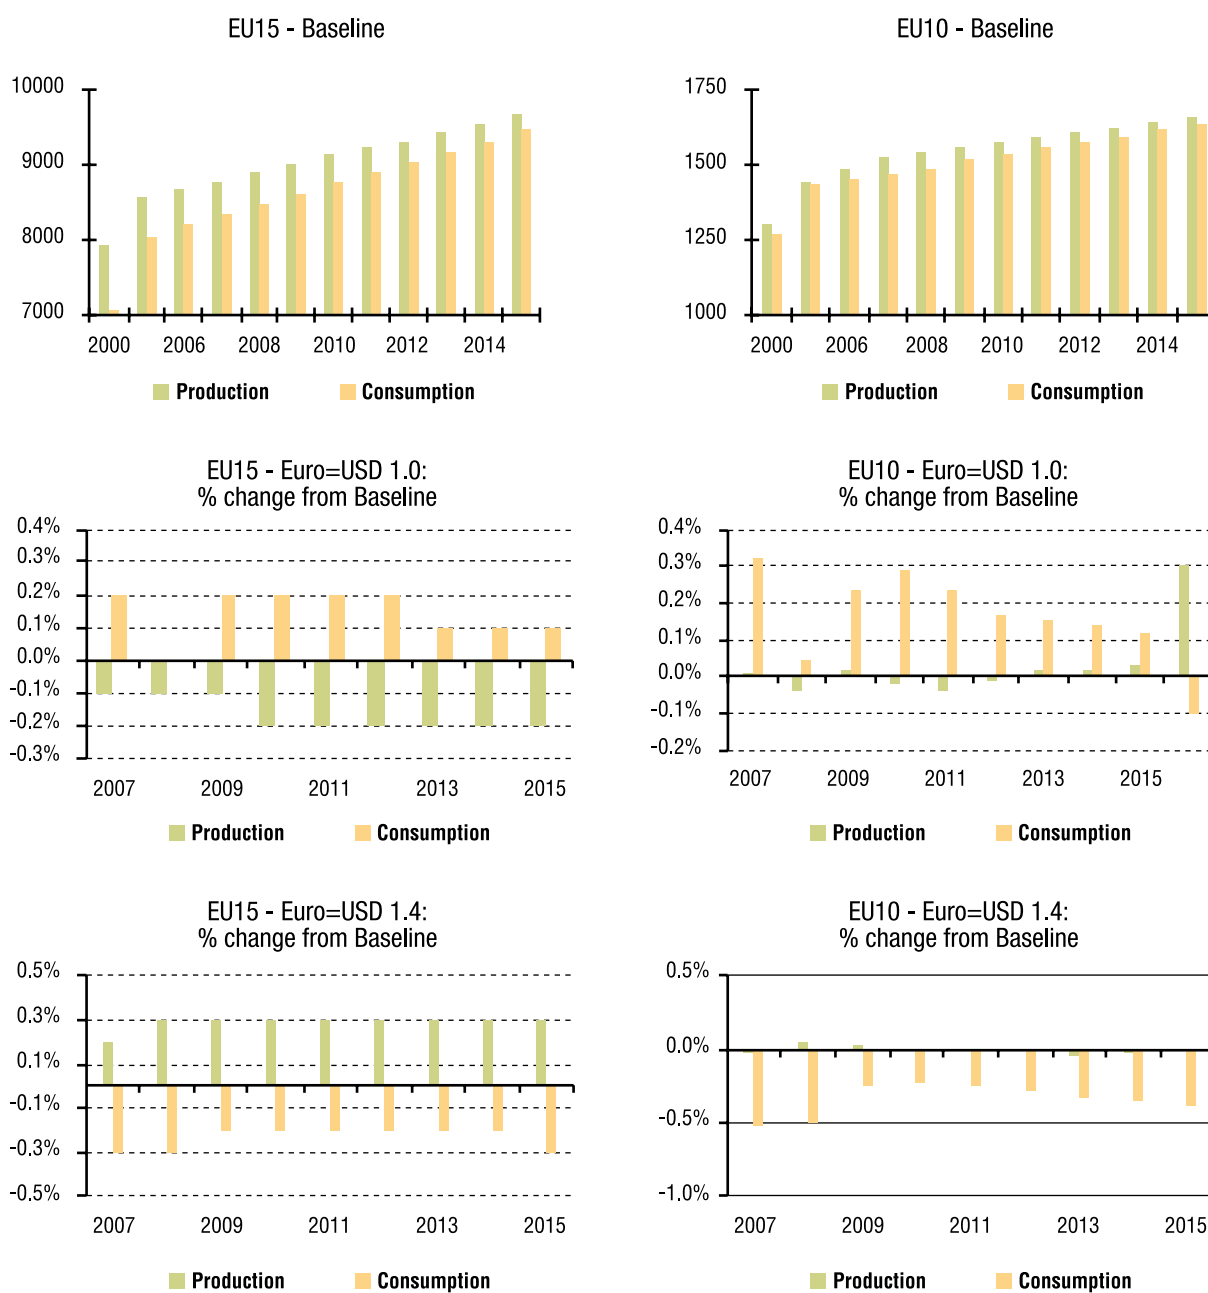 EU15 - Baseline
10000
9000
8000
7000
2000 2006 2008 2010 2012 2014
Production Consumption
EU10 - Baseline
1750
1500
1250
1000
2000 2006 2008 2010 2012 2014
Production Consumption
EU15 - Euro=USD 1.0:
% change from Baseline
0.4%
0.3%
0.2%
0.1%
0.0%
-0.1%
-0.2%
-0.3%
2007 2009 2011 2013 2015
Production Consumption
EU10 - Euro=USD 1.0:
% change from Baseline
0.4%
0.3%
0.2%
0.1%
0.0%
-0.1%
-0.2%
2007 2009 2011 2013 2015
Production Consumption
EU15 - Euro=USD 1.4:
% change from Baseline
0.5%
0.3%
0.1%
-0.1%
-0.3%
-0.5%
2007 2009 2011 2013 2015
Production Consumption
EU10 - Euro=USD 1.4:
% change from Baseline
0.5%
0.0%
-0.5%
-1.0%
2007 2009 2011 2013 2015
Production Consumption